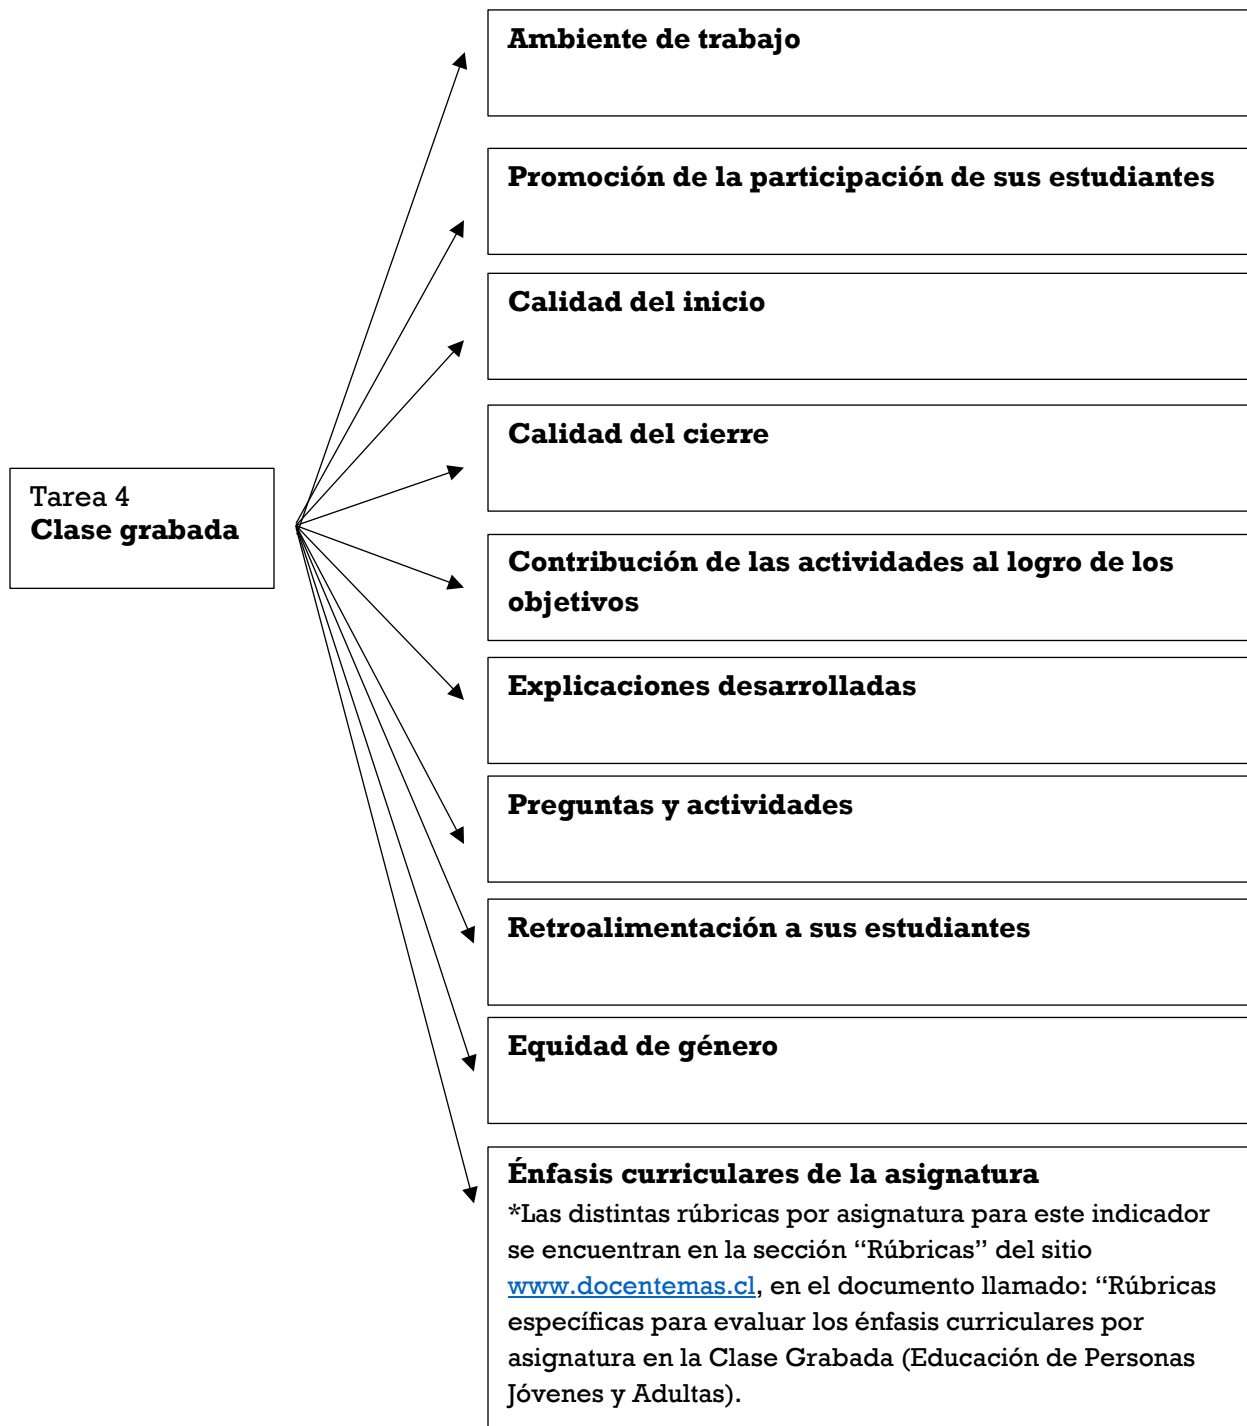 Ambiente de trabajo
Promoción de la participación de sus estudiantes
Calidad del inicio
Calidad del cierre
Tarea 4
Clase grabada
Contribución de las actividades al logro de los
objetivos
Explicaciones desarrolladas
Preguntas y actividades
Retroalimentación a sus estudiantes
Equidad de género
Énfasis curriculares de la asignatura
*Las distintas rúbricas por asignatura para este indicador
se encuentran en la sección “Rúbricas” del sitio
www.docentemas.cl, en el documento llamado: “Rúbricas
específicas para evaluar los énfasis curriculares por
asignatura en la Clase Grabada (Educación de Personas
Jóvenes y Adultas).